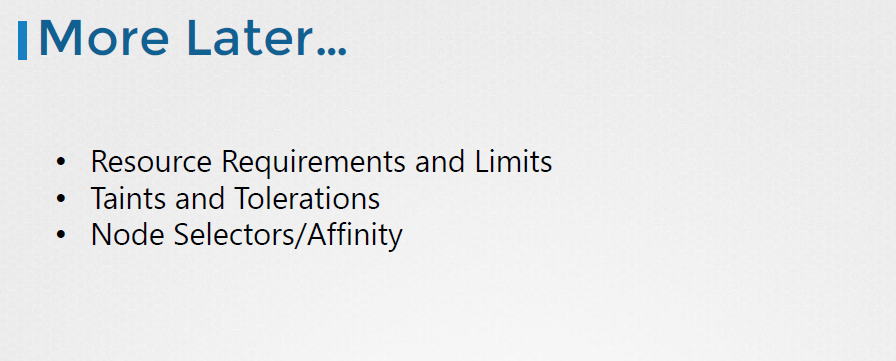 More Later…
• Resource Requirements and Limits
• Taints and Tolerations
• Node Selectors/Affinity